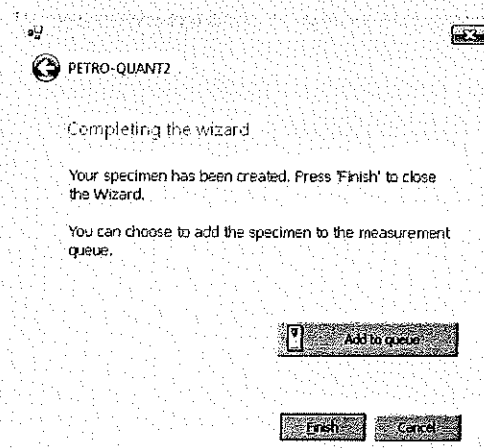 PETRO-QUANT2
Completing the wizard
Your specimen has been created. Press 'Finish' to close
the Wizard.
You can choose to add the specimen to the measurement
queue.
Add to queue
Finish
Cancel